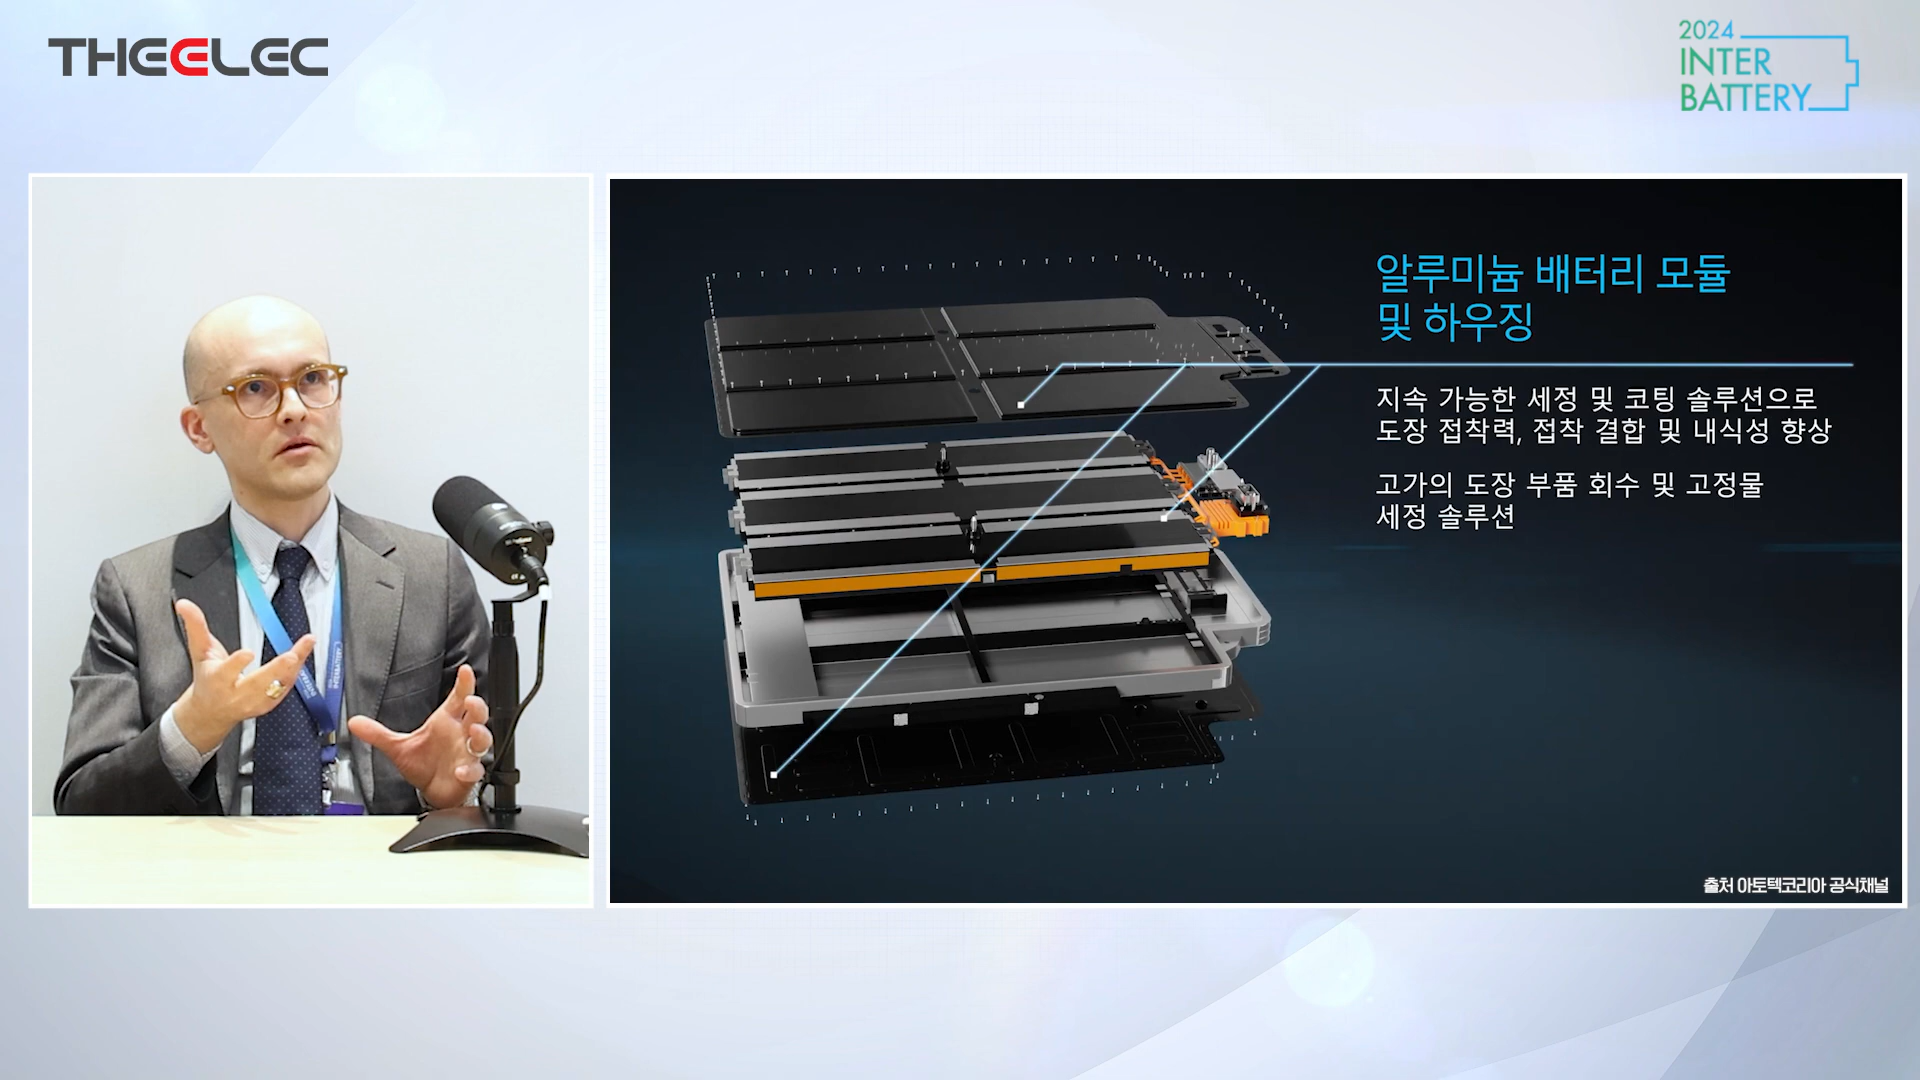 THEELEC
2024
INTER
BATTERY
알루미늄 배터리 모듈
및 하우징
지속 가능한 세정 및 코팅 솔루션으로
도장 접착력, 접착 결합 및 내식성 향상
고가의 도장 부품 회수 및 고정물
세정 솔루션
출처 아토텍코리아 공식채널